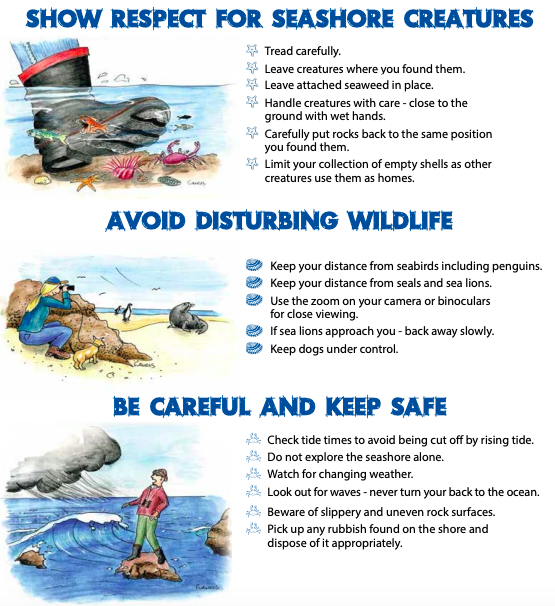 SHOW RESPECT FOR SEASHORE CREATURES
Tread carefully.
Leave creatures where you found them.
Leave attached seaweed in place.
Handle creatures with care - close to the
ground with wet hands.
Carefully put rocks back to the same position
you found them.
Limit your collection of empty shells as other
creatures use them as homes.
AVOID DISTURBING WILDLIFE
Keep your distance from seabirds including penguins.
Keep your distance from seals and sea lions.
Use the zoom on your camera or binoculars
for close viewing.
If sea lions approach you - back away slowly.
Keep dogs under control.
BE CAREFUL AND KEEP SAFE
Check tide times to avoid being cut off by rising tide.
Do not explore the seashore alone.
Watch for changing weather.
Look out for waves - never turn your back to the ocean.
Beware of slippery and uneven rock surfaces.
Pick up any rubbish found on the shore and
dispose of it appropriately.